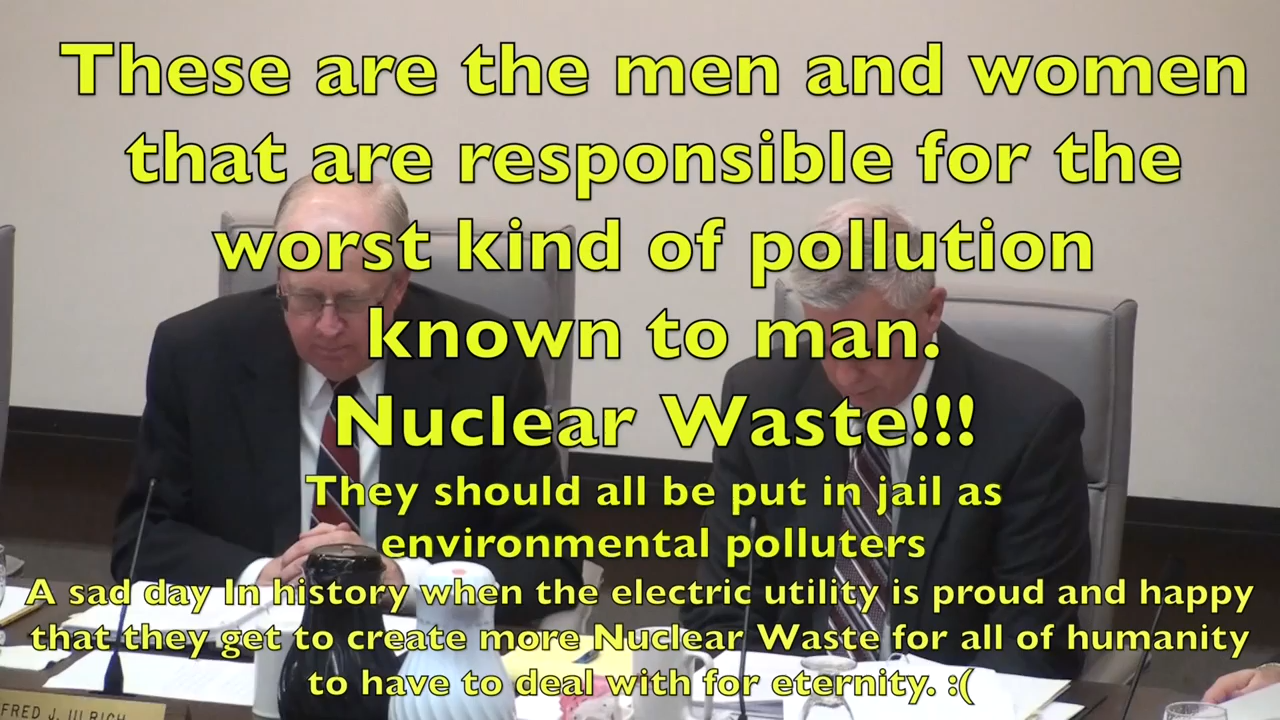 These are the men and women
that are responsible for the
worst kind of pollution
known to man.
Nuclear Waste!!!
They should all be put in jail as
environmental polluters
A sad day In history when the electric utility is proud and happy
that they get to create more Nuclear Waste for all of humanity
to have to deal with for eternity. :(
FRED J. ULRICH